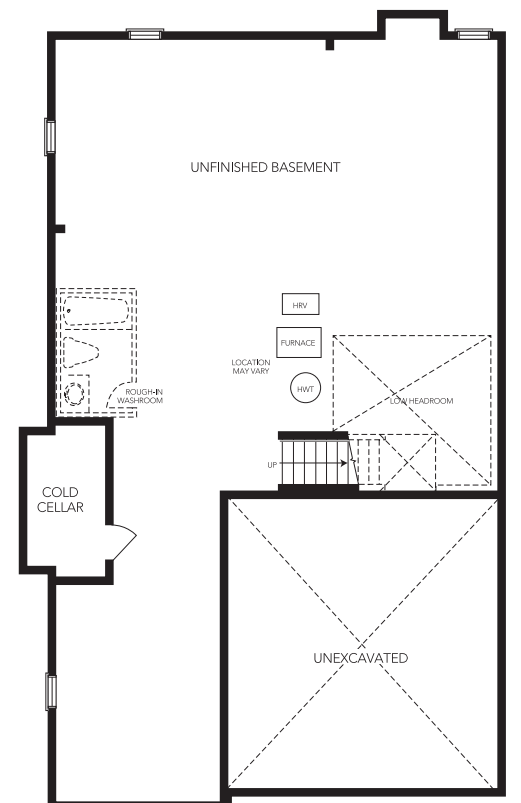 UNFINISHED BASEMENT
HRV
FURNACE
LOCATION
MAY VARY
HWT
ROUGH-IN
WASHROOM
LOW HEADROOM
UP
COLD
CELLAR
UNEXCAVATED